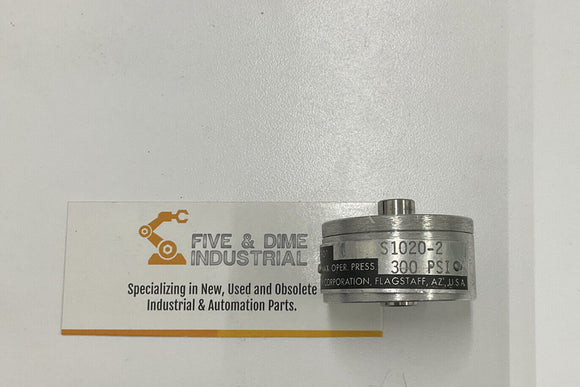 FIVE & DIME
INDUSTRIAL
Specializing in New, Used and Obsolete
Industrial & Automation Parts.
S1020-2
OPER. PRESS. 300 PSI
CORPORATION, FLAGSTAFF, AZ., U.S.A.